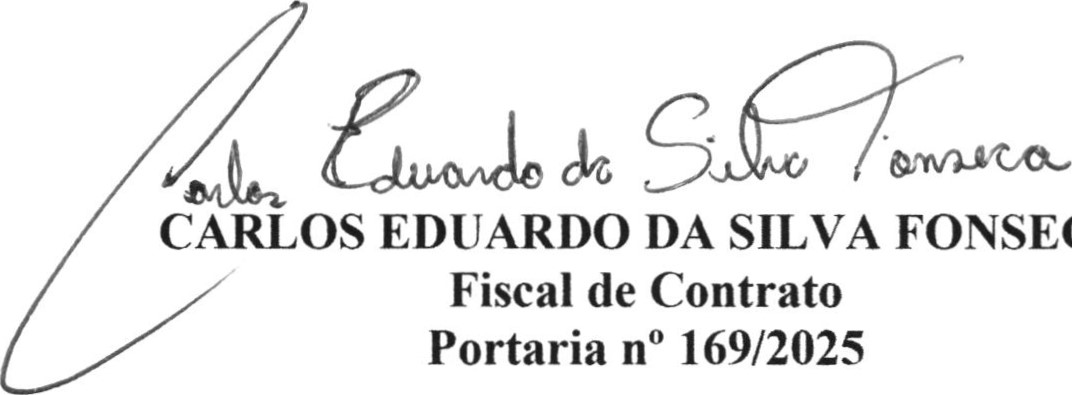 Carlos Eduardo da Silva Fonseca
CARLOS EDUARDO DA SILVA FONSEC
Fiscal de Contrato
Portaria nº 169/2025